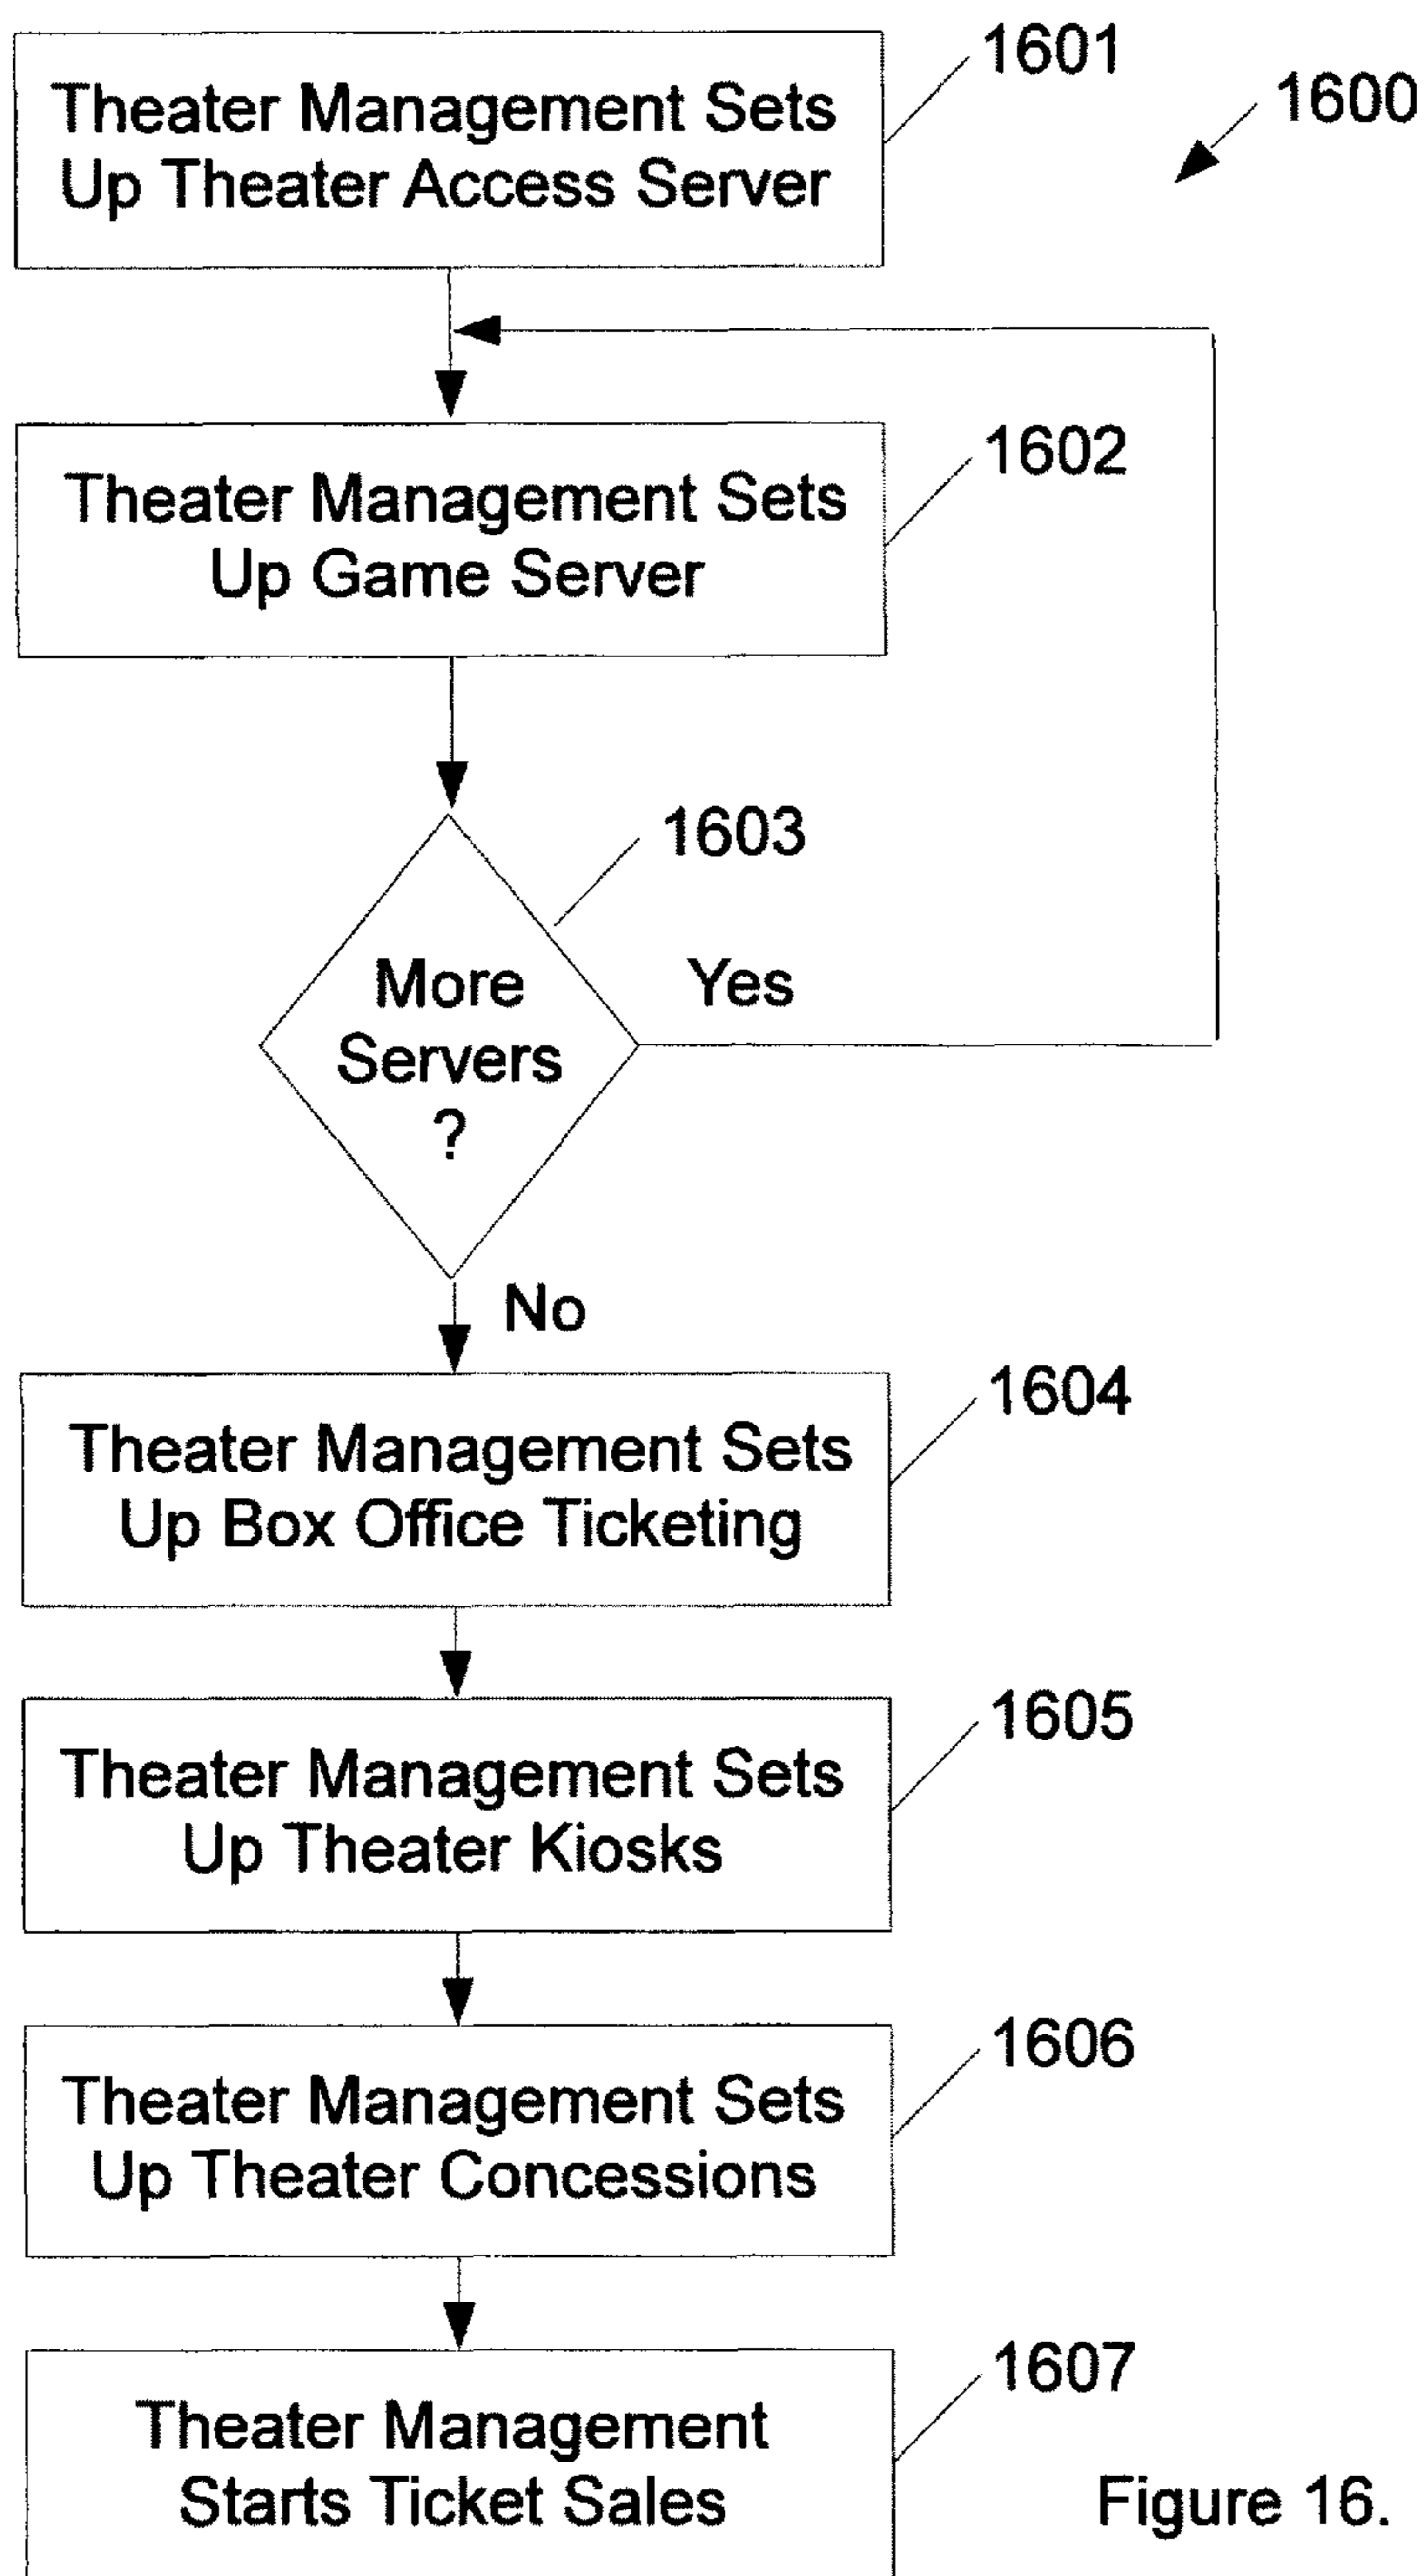 1601
1600
Theater Management Sets
Up Theater Access Server
1602
Theater Management Sets
Up Game Server
1603
More
Servers
?
Yes
No
1604
Theater Management Sets
Up Box Office Ticketing
1605
Theater Management Sets
Up Theater Kiosks
1606
Theater Management Sets
Up Theater Concessions
1607
Theater Management
Starts Ticket Sales
Figure 16.